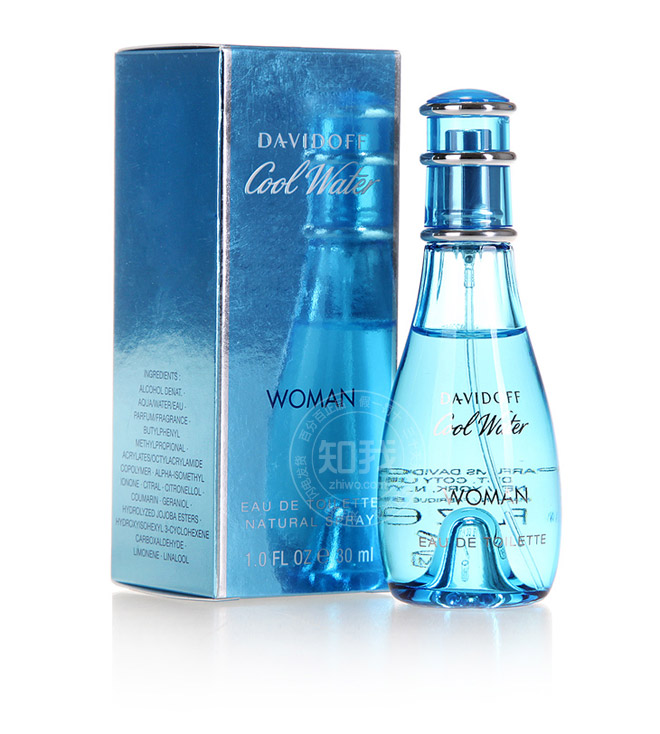 DAVIDOFF
Cool Water
WOMAN
EAU DE TOILETTE
NATURAL SPRAY
1.0 FL OZ ℮ 30 ml
INGREDIENTS :
ALCOHOL DENAT. ·
AQUA/WATER/EAU ·
PARFUM/FRAGRANCE ·
BUTYLPHENYL
METHYLPROPIONAL ·
ACRYLATES/OCTYLACRYLAMIDE
COPOLYMER · ALPHA-ISOMETHYL
IONONE · CITRAL · CITRONELLOL ·
COUMARIN · GERANIOL ·
HYDROLYZED JOJOBA ESTERS ·
HYDROXYISOHEXYL 3-CYCLOHEXENE
CARBOXALDEHYDE ·
LIMONENE · LINALOOL
DAVIDOFF
Cool Water
WOMAN
EAU DE TOILETTE
知我
zhiwo.com